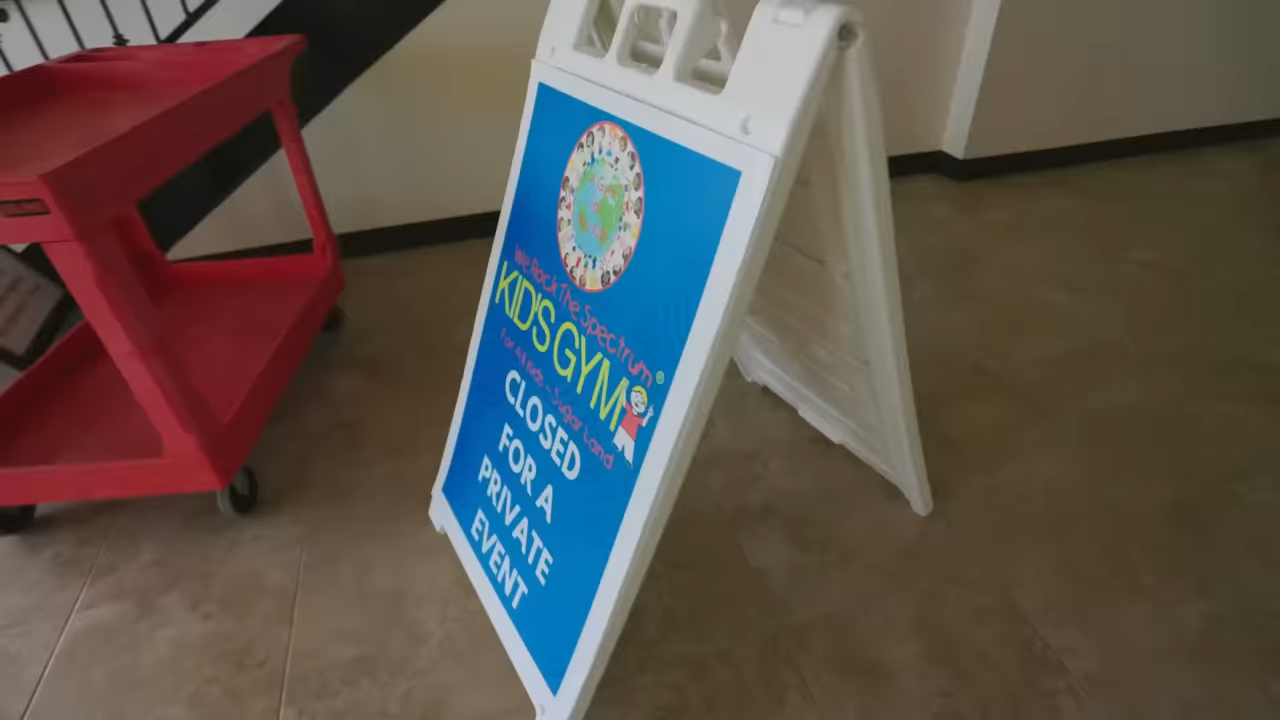 We Rock The Spectrum®
KID'S GYM
For All Kids - Sugar Land
CLOSED
FOR A
PRIVATE
EVENT